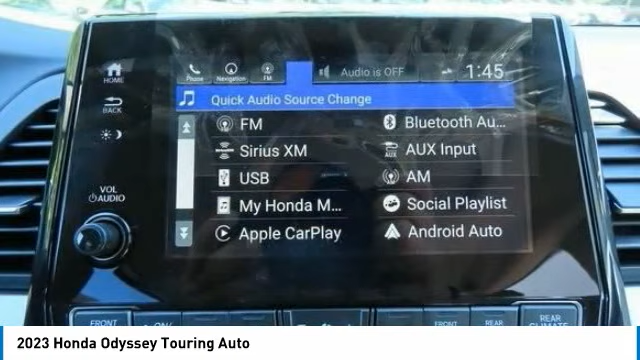 Phone Navigation FM Audio is OFF 1:45
HOME
Quick Audio Source Change
BACK
FM Bluetooth Au...
Sirius XM AUX Input
USB AM
VOL
AUDIO
My Honda M... Social Playlist
Apple CarPlay Android Auto
FRONT ON/ FRONT REAR REAR
CLIMATE
2023 Honda Odyssey Touring Auto